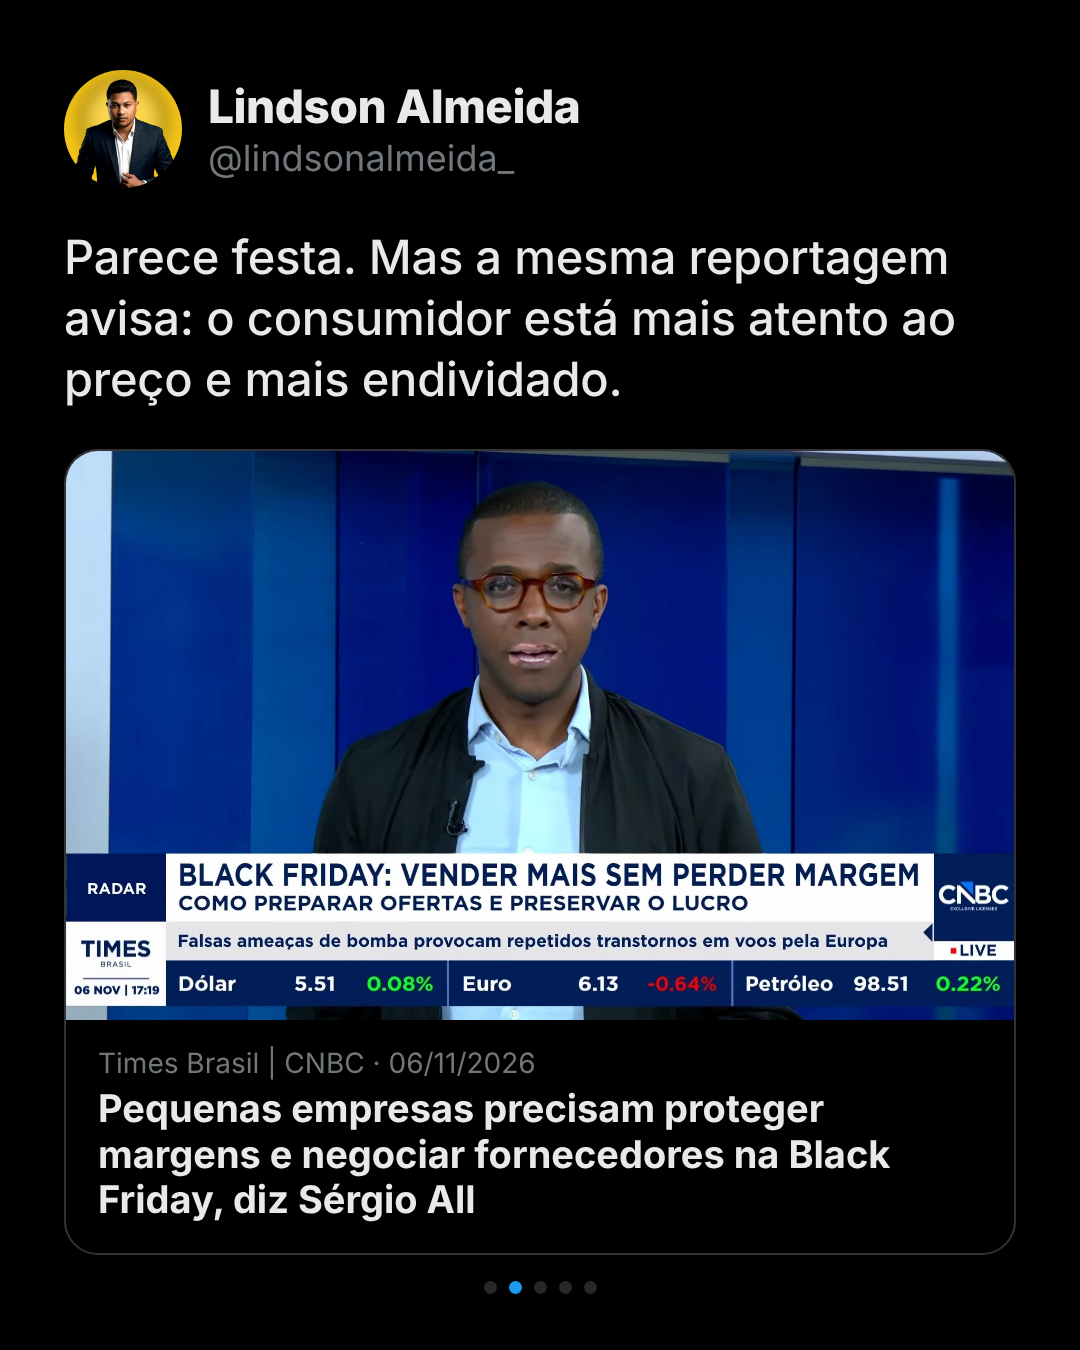 Lindson Almeida
@lindsonalmeida_
Parece festa. Mas a mesma reportagem
avisa: o consumidor está mais atento ao
preço e mais endividado.
RADAR
BLACK FRIDAY: VENDER MAIS SEM PERDER MARGEM
COMO PREPARAR OFERTAS E PRESERVAR O LUCRO
CNBC
EXCLUSIVE LICENSEE
TIMES
BRASIL
Falsas ameaças de bomba provocam repetidos transtornos em voos pela Europa
LIVE
06 NOV | 17:19
Dólar 5.51 0.08% Euro 6.13 -0.64% Petróleo 98.51 0.22%
Times Brasil | CNBC · 06/11/2026
Pequenas empresas precisam proteger
margens e negociar fornecedores na Black
Friday, diz Sérgio All